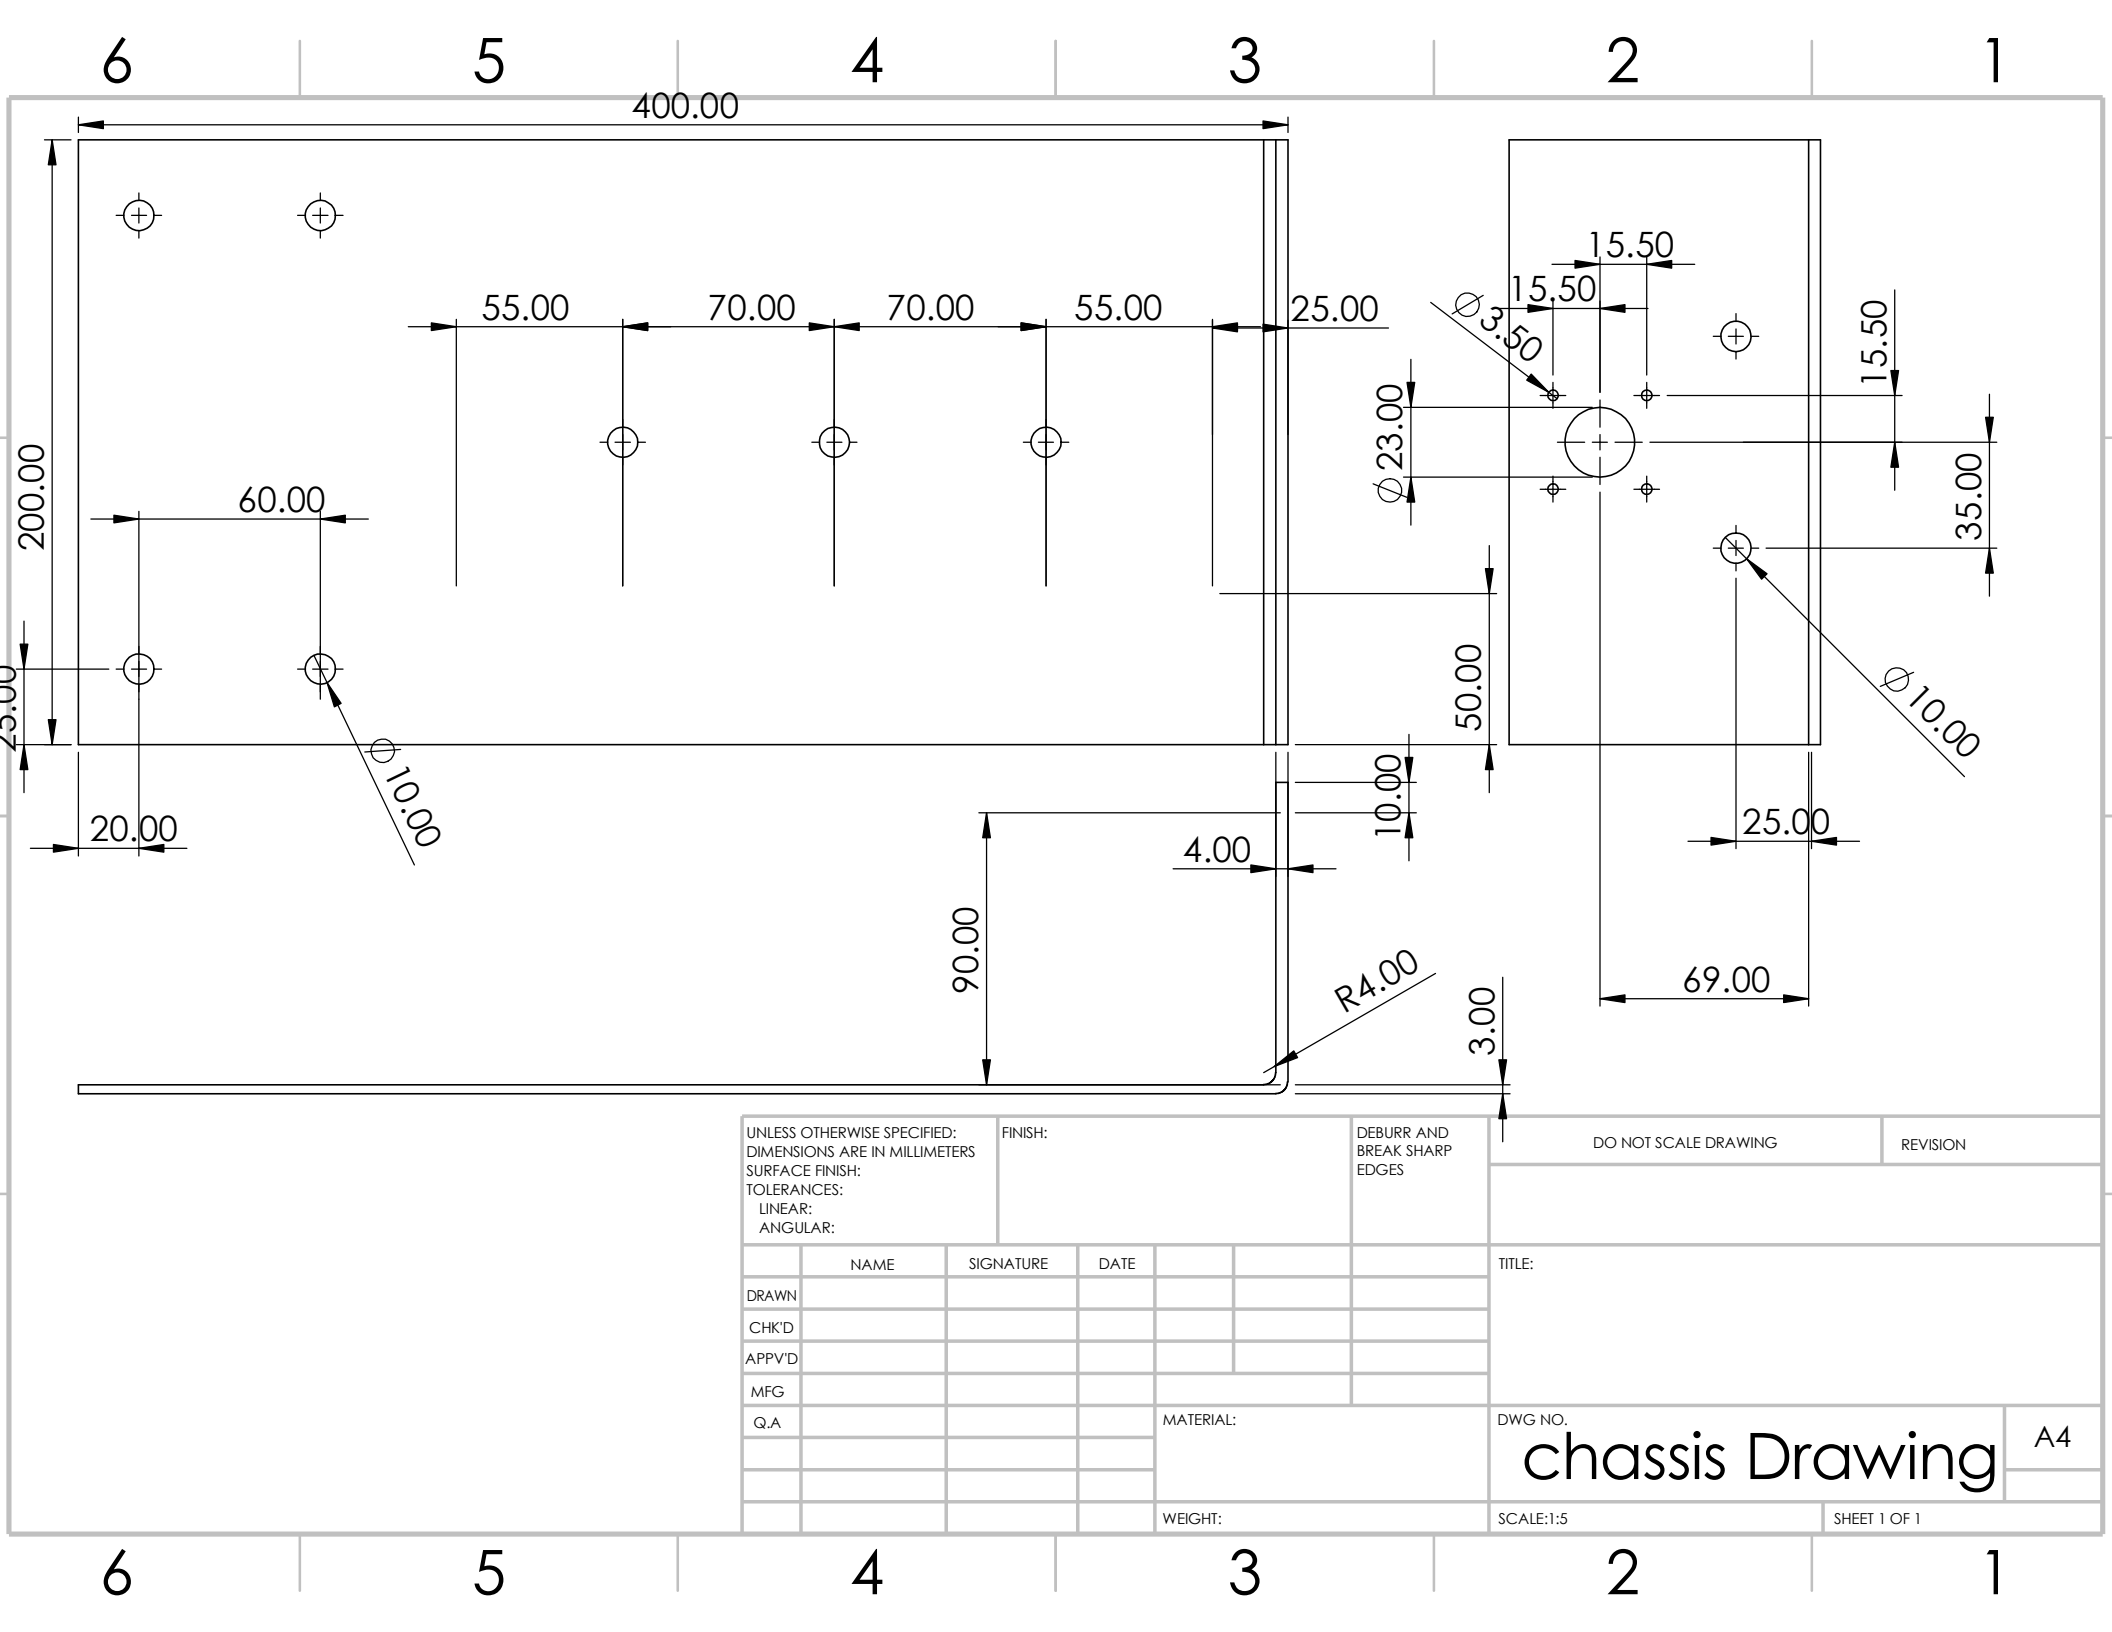 6 5 4 3 2 1
400.00
15.50
15.50
55.00 70.00 70.00 55.00 25.00
⌀ 3.50
15.50
⌀ 23.00
200.00
60.00
35.00
50.00
⌀ 10.00
⌀ 10.00
10.00
20.00
25.00
4.00
90.00
R4.00
69.00
3.00
UNLESS OTHERWISE SPECIFIED:
DIMENSIONS ARE IN MILLIMETERS
SURFACE FINISH:
TOLERANCES:
LINEAR:
ANGULAR:
FINISH:
DEBURR AND
BREAK SHARP
EDGES
DO NOT SCALE DRAWING
REVISION
NAME SIGNATURE DATE
DRAWN
CHK'D
APPV'D
MFG
Q.A
TITLE:
MATERIAL:
DWG NO.
chassis Drawing
A4
WEIGHT:
SCALE:1:5
SHEET 1 OF 1
6 5 4 3 2 1